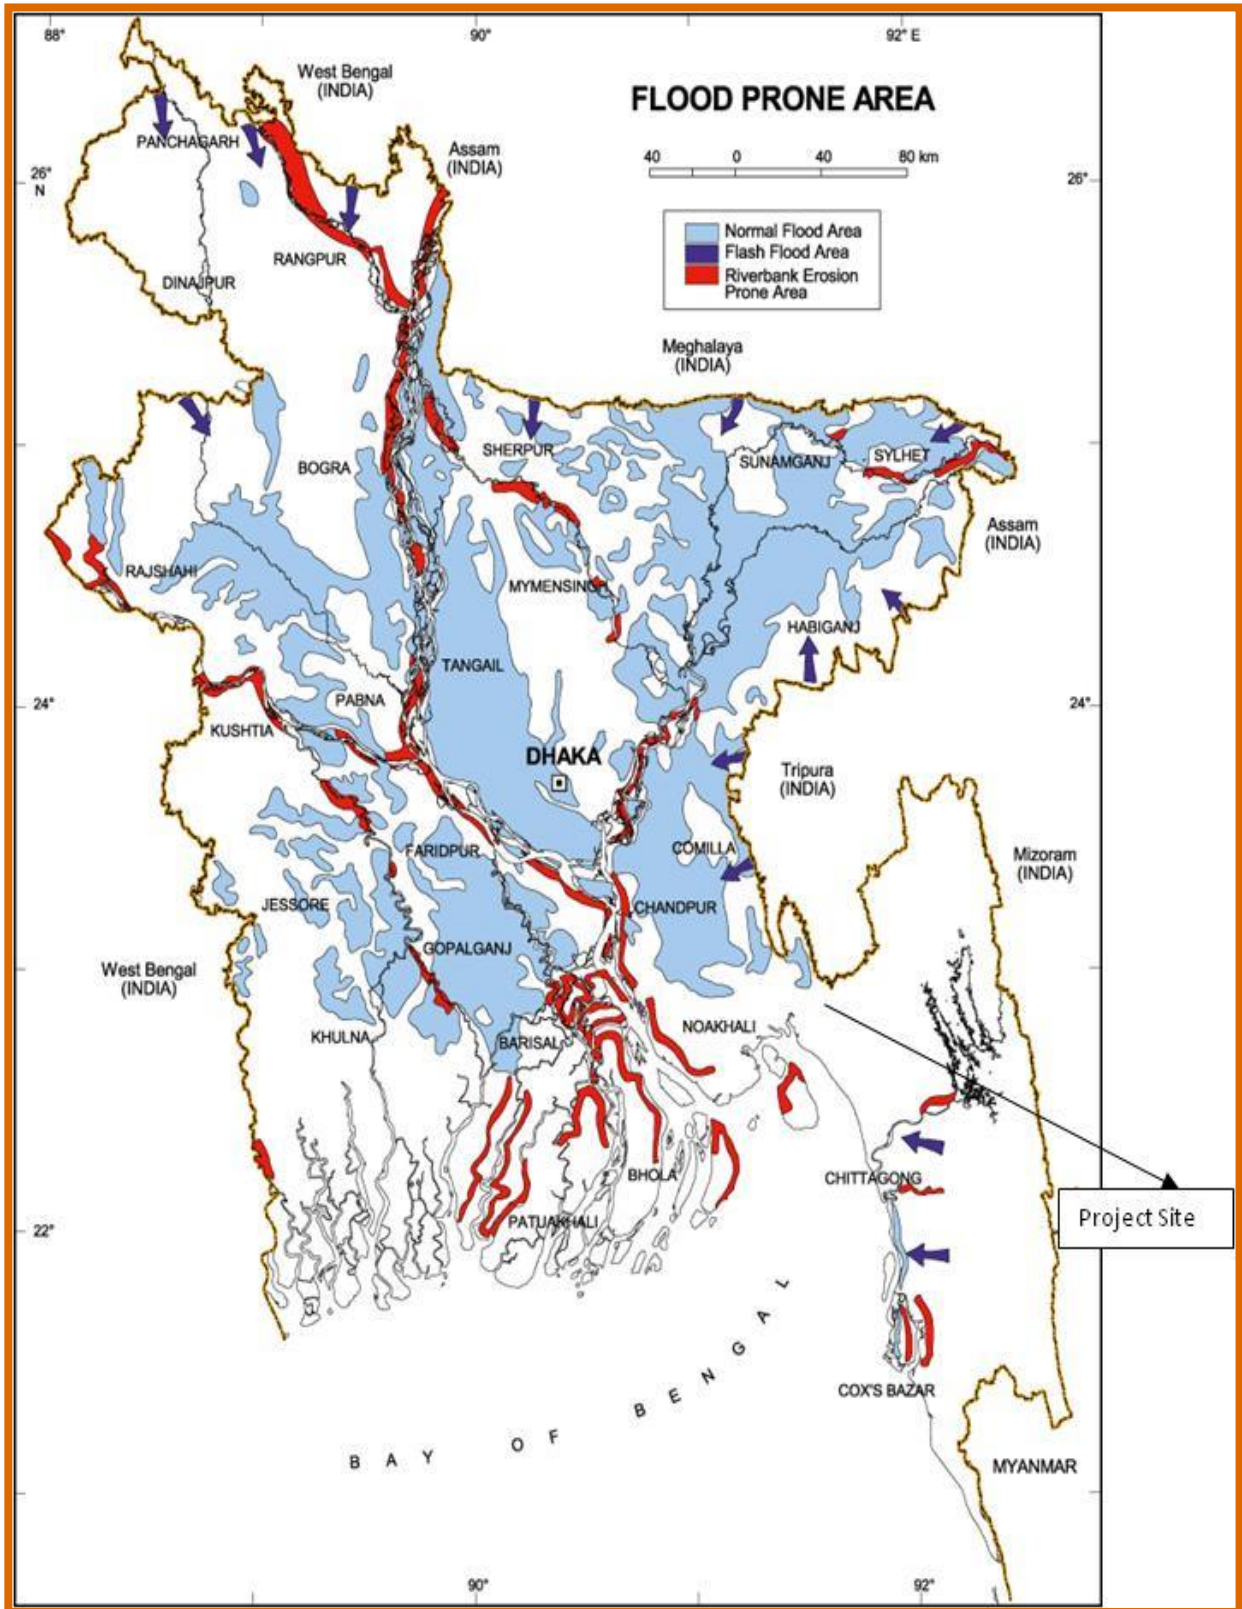 88°
90°
92° E
West Bengal
(INDIA)
FLOOD PRONE AREA
PANCHAGARH
Assam
(INDIA)
40 0 40 80 km
26°
N
26°
Normal Flood Area
Flash Flood Area
Riverbank Erosion
Prone Area
RANGPUR
DINAJPUR
Meghalaya
(INDIA)
SHERPUR
SUNAMGANJ
SYLHET
BOGRA
Assam
(INDIA)
RAJSHAHI
MYMENSINGH
HABIGANJ
TANGAIL
24°
PABNA
24°
KUSHTIA
DHAKA
Tripura
(INDIA)
FARIDPUR
COMILLA
Mizoram
(INDIA)
JESSORE
CHANDPUR
GOPALGANJ
West Bengal
(INDIA)
KHULNA
BARISAL
NOAKHALI
BHOLA
CHITTAGONG
22°
PATUAKHALI
Project Site
COX'S BAZAR
BAY OF BENGAL
MYANMAR
90°
92°